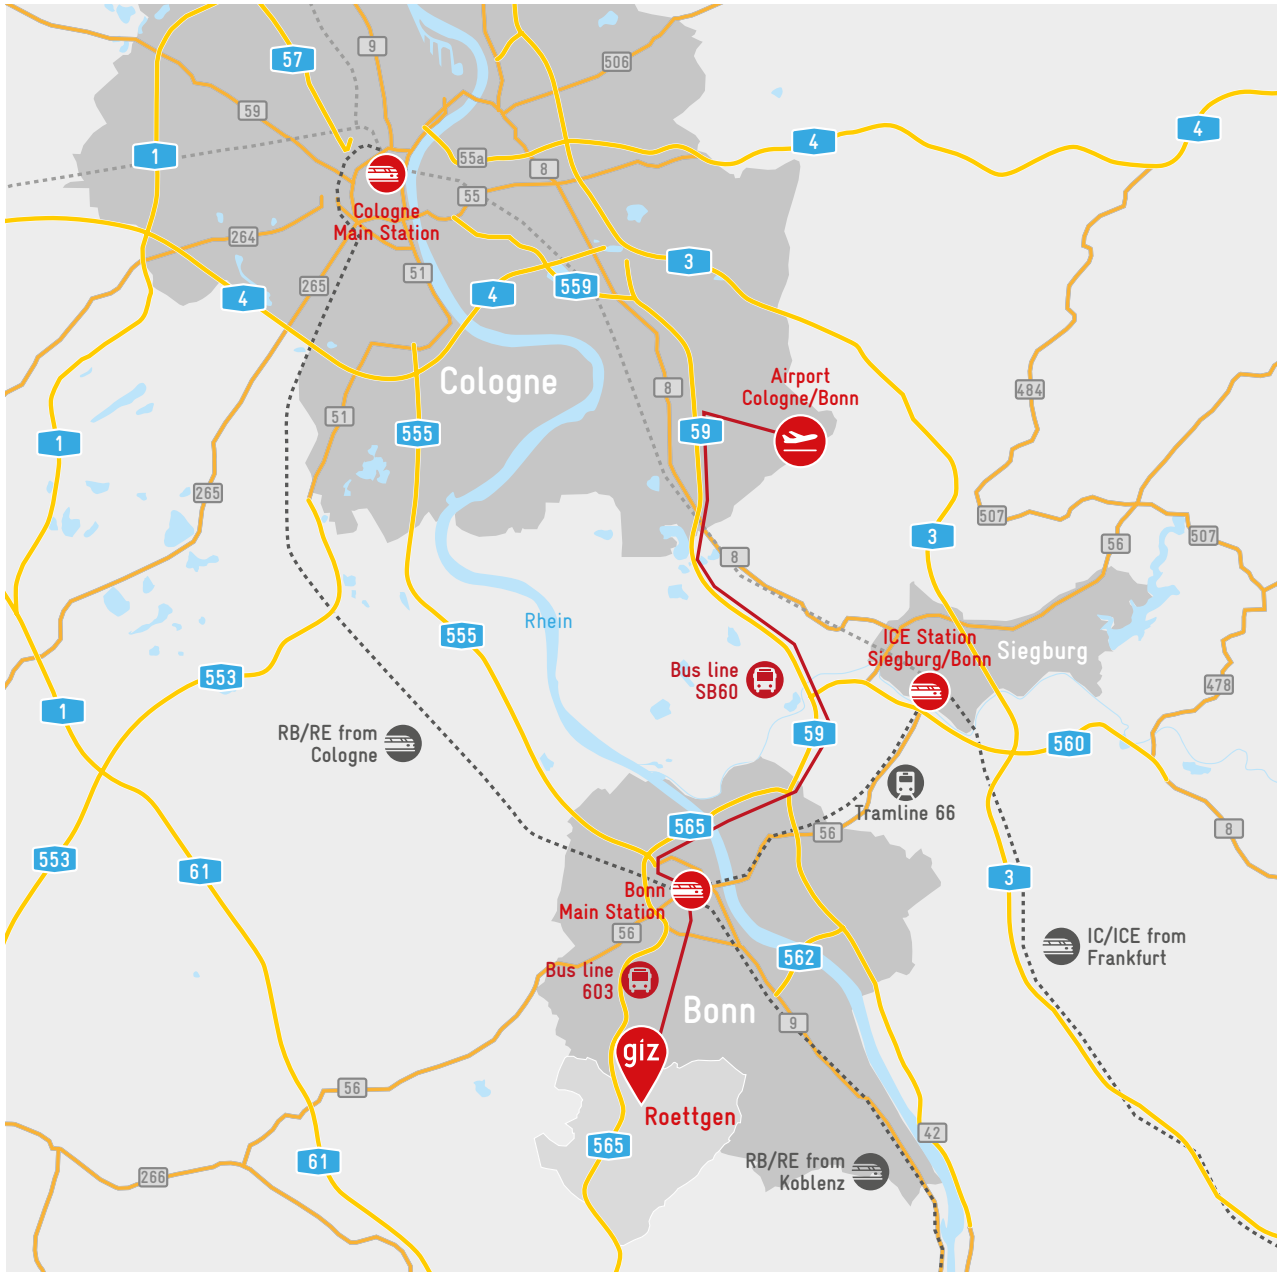 9
57
506
59
4
4
1
55a
8
55
Cologne
Main Station
264
51
3
265
4
4
559
Cologne
Airport
Cologne/Bonn
8
484
51
555
59
1
265
507
3
507
56
8
Rhein
555
ICE Station
Siegburg/Bonn
Siegburg
Bus line
SB60
553
478
1
RB/RE from
Cologne
59
560
Tramline 66
565
56
8
553
61
3
Bonn
Main Station
56
IC/ICE from
Frankfurt
562
Bus line
603
Bonn
9
giz
56
Roettgen
565
42
61
266
RB/RE from
Koblenz